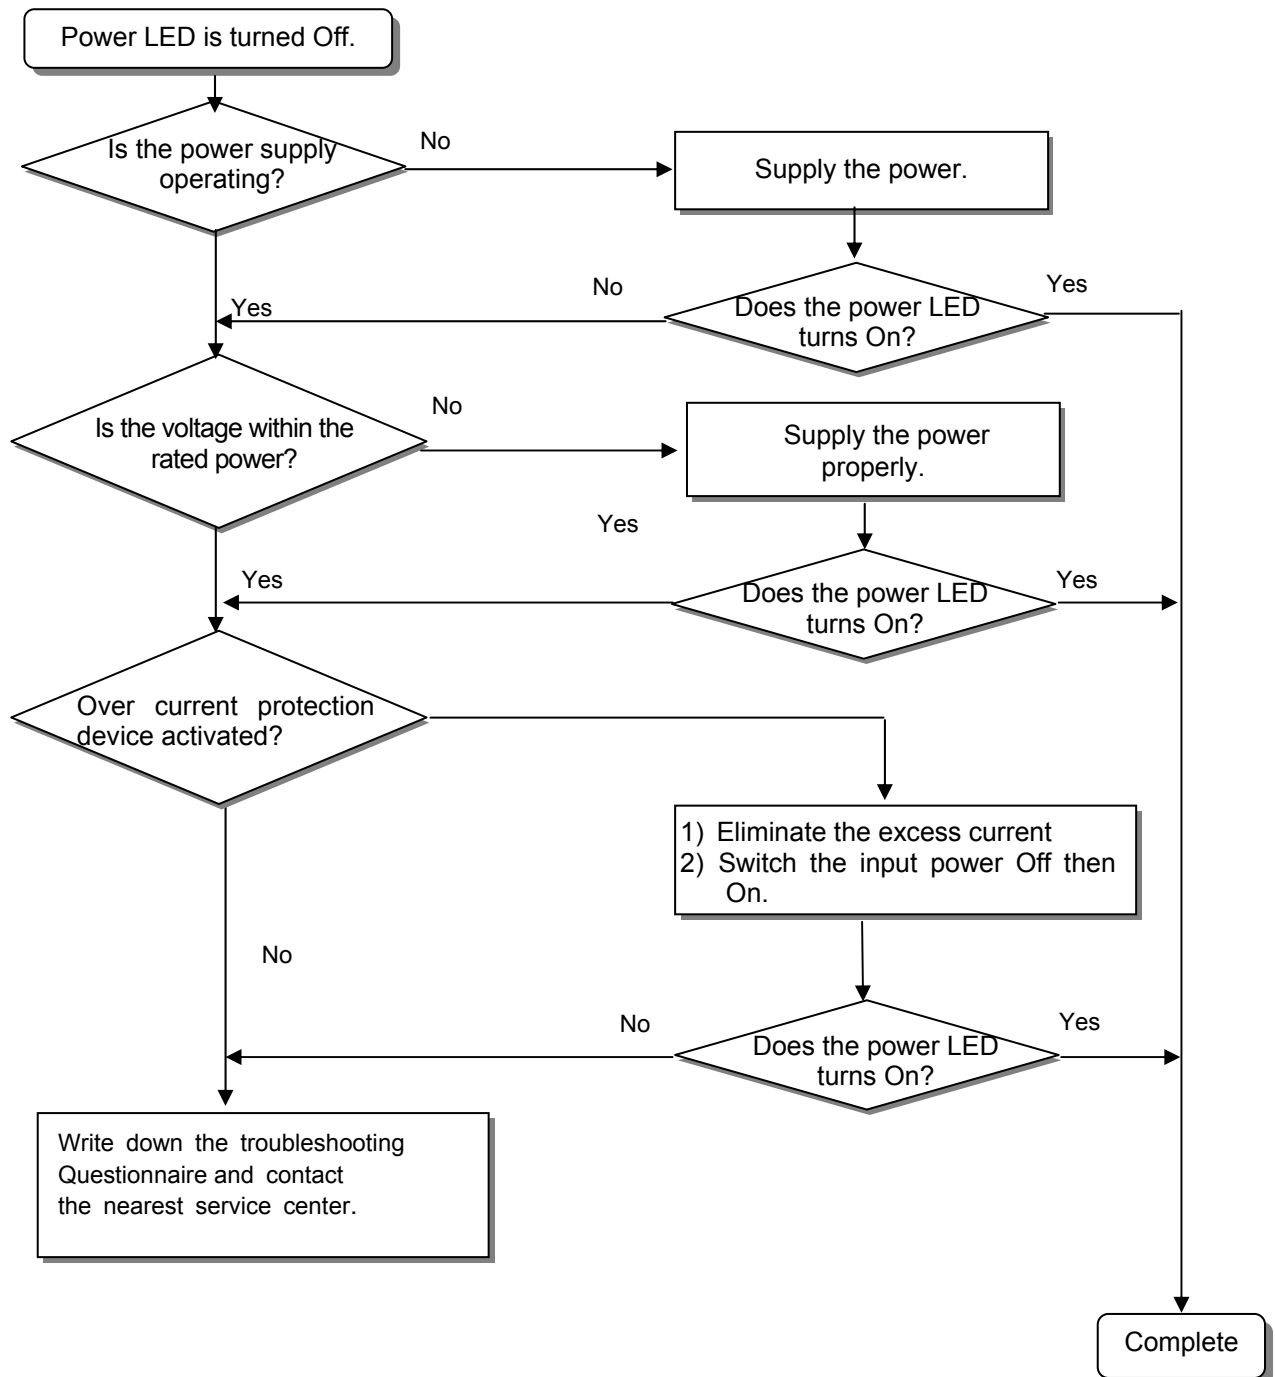 Power LED is turned Off.
Is the power supply
operating?
No
Supply the power.
Yes
No
Does the power LED
turns On?
Yes
Is the voltage within the
rated power?
No
Supply the power
properly.
Yes
Yes
Does the power LED
turns On?
Yes
Over current protection
device activated?
1) Eliminate the excess current
2) Switch the input power Off then
On.
No
No
Does the power LED
turns On?
Yes
Write down the troubleshooting
Questionnaire and contact
the nearest service center.
Complete